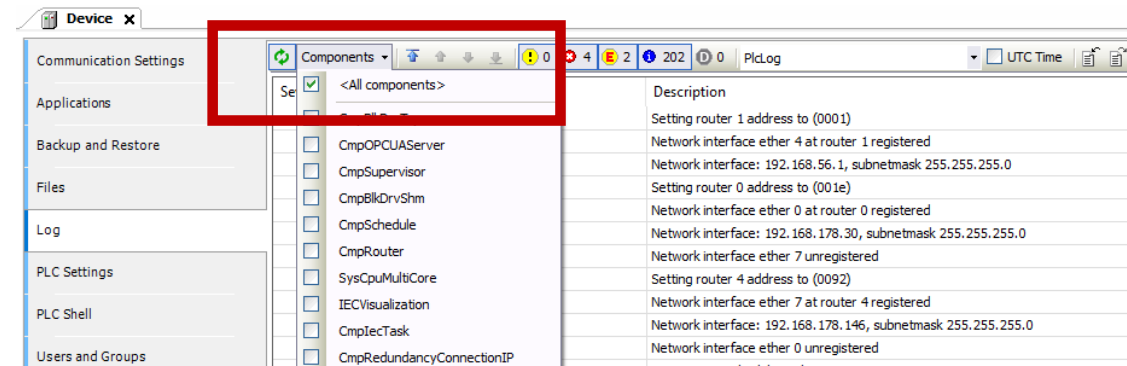 Device
Communication Settings
Applications
Backup and Restore
Files
Log
PLC Settings
PLC Shell
Users and Groups
Components
0
4
2
202
0
PlcLog
UTC Time
<All components>
CmpOPCUAServer
CmpSupervisor
CmpBlkDrvShm
CmpSchedule
CmpRouter
SysCpuMultiCore
IECVisualization
CmpIecTask
CmpRedundancyConnectionIP
Description
Setting router 1 address to (0001)
Network interface ether 4 at router 1 registered
Network interface: 192.168.56.1, subnetmask 255.255.255.0
Setting router 0 address to (001e)
Network interface ether 0 at router 0 registered
Network interface: 192.168.178.30, subnetmask 255.255.255.0
Network interface ether 7 unregistered
Setting router 4 address to (0092)
Network interface ether 7 at router 4 registered
Network interface: 192.168.178.146, subnetmask 255.255.255.0
Network interface ether 0 unregistered